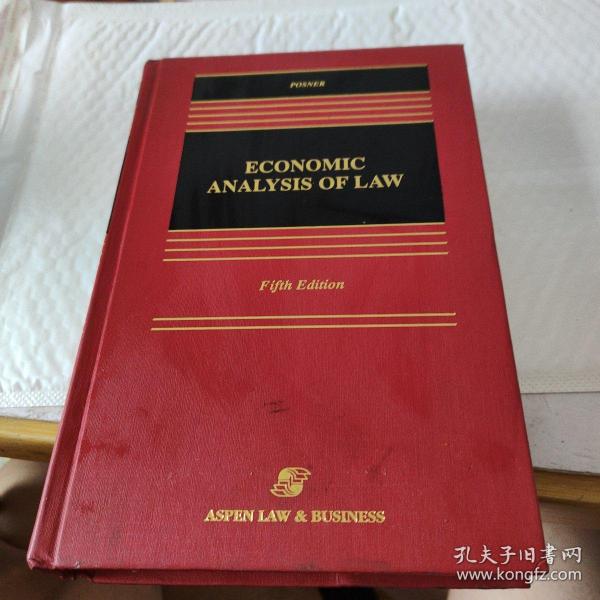 POSNER
ECONOMIC
ANALYSIS OF LAW
Fifth Edition
ASPEN LAW & BUSINESS
孔夫子旧书网
www.kongfz.com